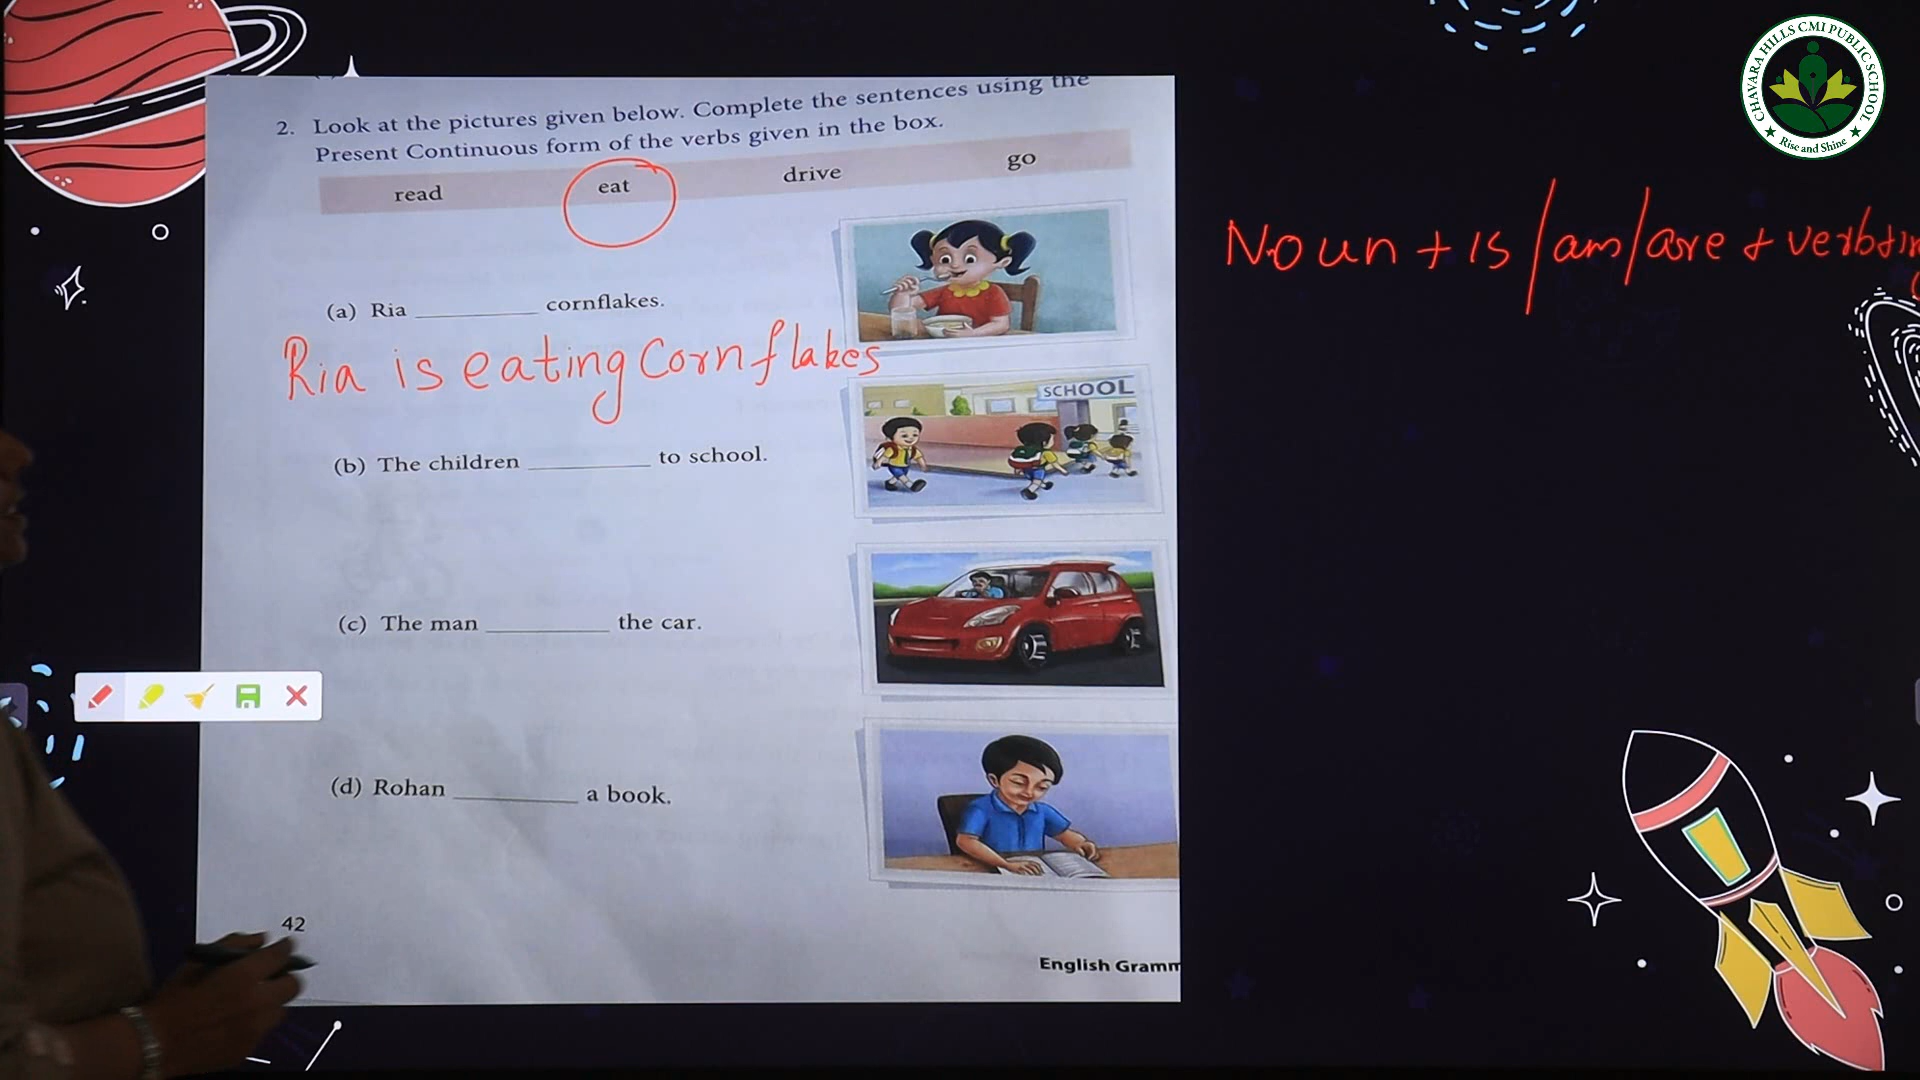 CHAVARA HILLS CMI PUBLIC SCHOOL
Rise and Shine
2. Look at the pictures given below. Complete the sentences using the
Present Continuous form of the verbs given in the box.
read eat drive go
Noun + is / am / are + verb+ing
(a) Ria __________ cornflakes.
Ria is eating Cornflakes
SCHOOL
(b) The children __________ to school.
(c) The man __________ the car.
(d) Rohan __________ a book.
42
English Gramm